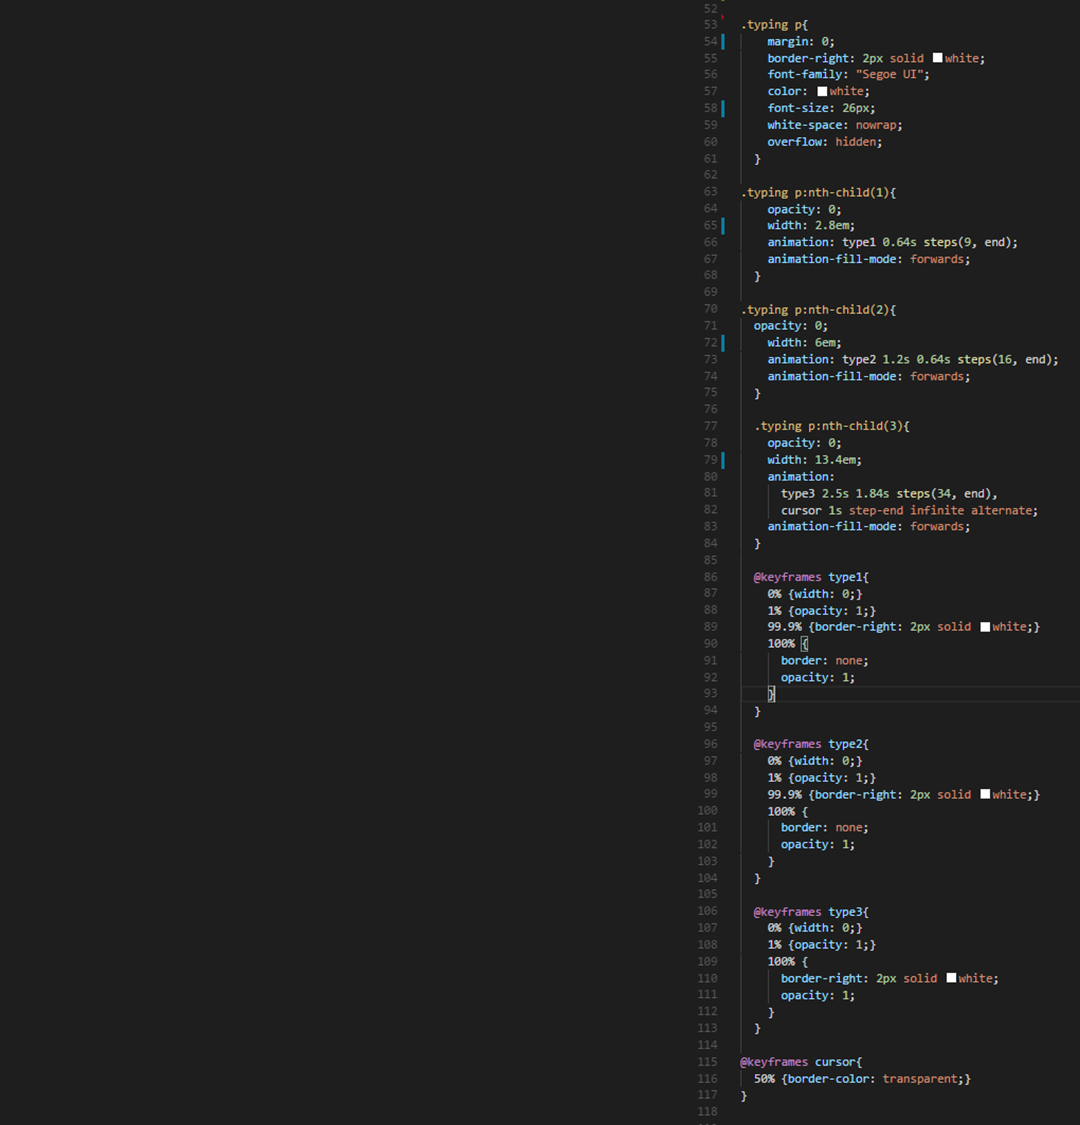 52
53 .typing p{
54 margin: 0;
55 border-right: 2px solid white;
56 font-family: "Segoe UI";
57 color: white;
58 font-size: 26px;
59 white-space: nowrap;
60 overflow: hidden;
61 }
62
63 .typing p:nth-child(1){
64 opacity: 0;
65 width: 2.8em;
66 animation: type1 0.64s steps(9, end);
67 animation-fill-mode: forwards;
68 }
69
70 .typing p:nth-child(2){
71 opacity: 0;
72 width: 6em;
73 animation: type2 1.2s 0.64s steps(16, end);
74 animation-fill-mode: forwards;
75 }
76
77 .typing p:nth-child(3){
78 opacity: 0;
79 width: 13.4em;
80 animation:
81 type3 2.5s 1.84s steps(34, end),
82 cursor 1s step-end infinite alternate;
83 animation-fill-mode: forwards;
84 }
85
86 @keyframes type1{
87 0% {width: 0;}
88 1% {opacity: 1;}
89 99.9% {border-right: 2px solid white;}
90 100% {
91 border: none;
92 opacity: 1;
93 }
94 }
95
96 @keyframes type2{
97 0% {width: 0;}
98 1% {opacity: 1;}
99 99.9% {border-right: 2px solid white;}
100 100% {
101 border: none;
102 opacity: 1;
103 }
104 }
105
106 @keyframes type3{
107 0% {width: 0;}
108 1% {opacity: 1;}
109 100% {
110 border-right: 2px solid white;
111 opacity: 1;
112 }
113 }
114
115 @keyframes cursor{
116 50% {border-color: transparent;}
117 }
118